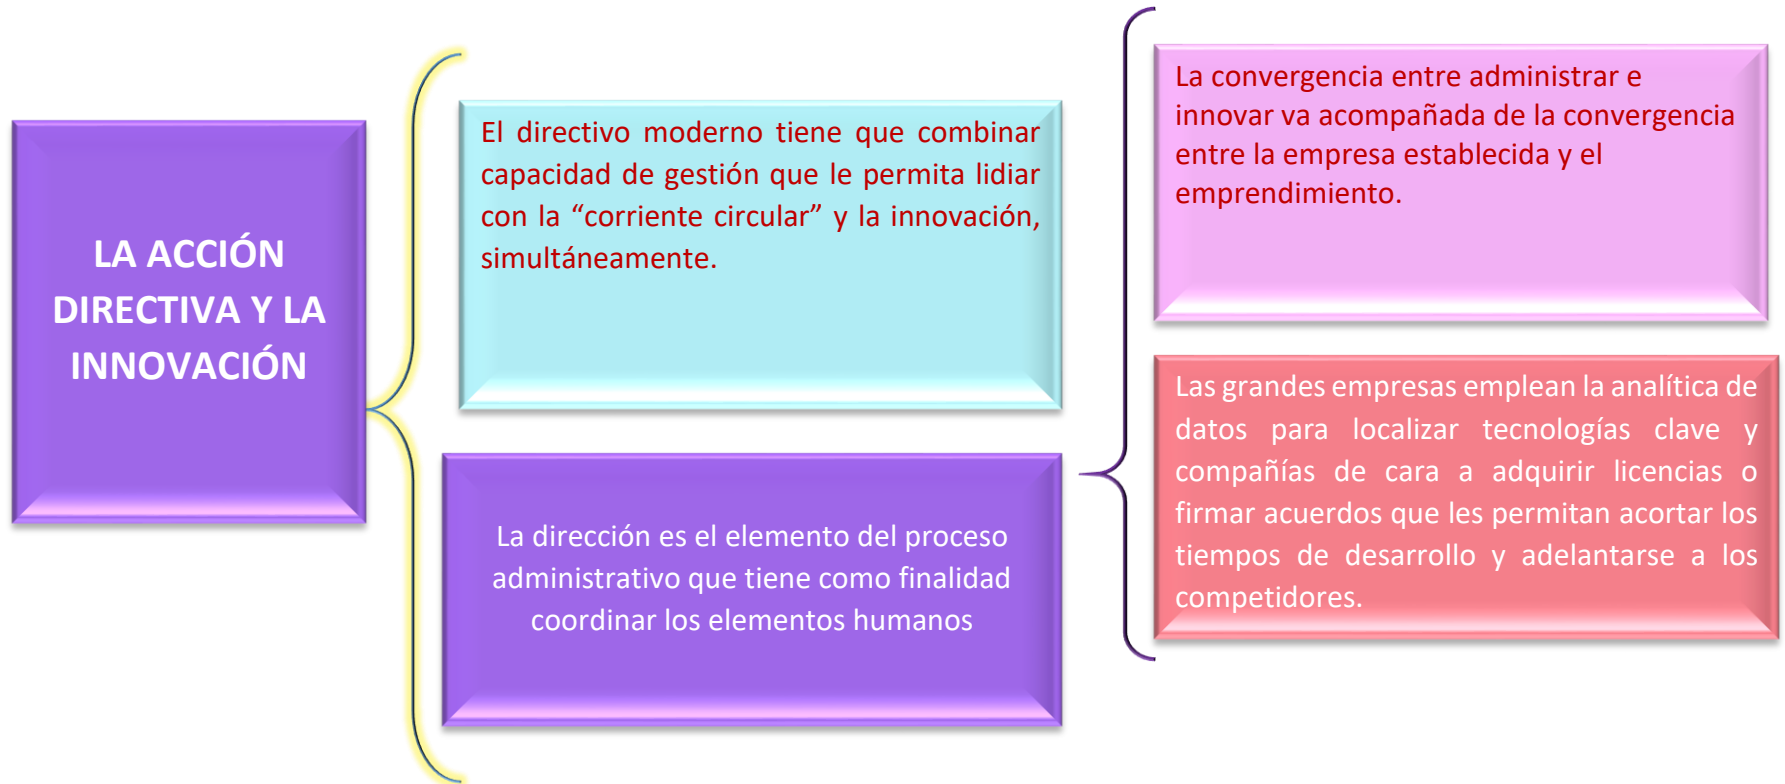 LA ACCIÓN
DIRECTIVA Y LA
INNOVACIÓN
El directivo moderno tiene que combinar
capacidad de gestión que le permita lidiar
con la “corriente circular” y la innovación,
simultáneamente.
La dirección es el elemento del proceso
administrativo que tiene como finalidad
coordinar los elementos humanos
La convergencia entre administrar e
innovar va acompañada de la convergencia
entre la empresa establecida y el
emprendimiento.
Las grandes empresas emplean la analítica de
datos para localizar tecnologías clave y
compañías de cara a adquirir licencias o
firmar acuerdos que les permitan acortar los
tiempos de desarrollo y adelantarse a los
competidores.